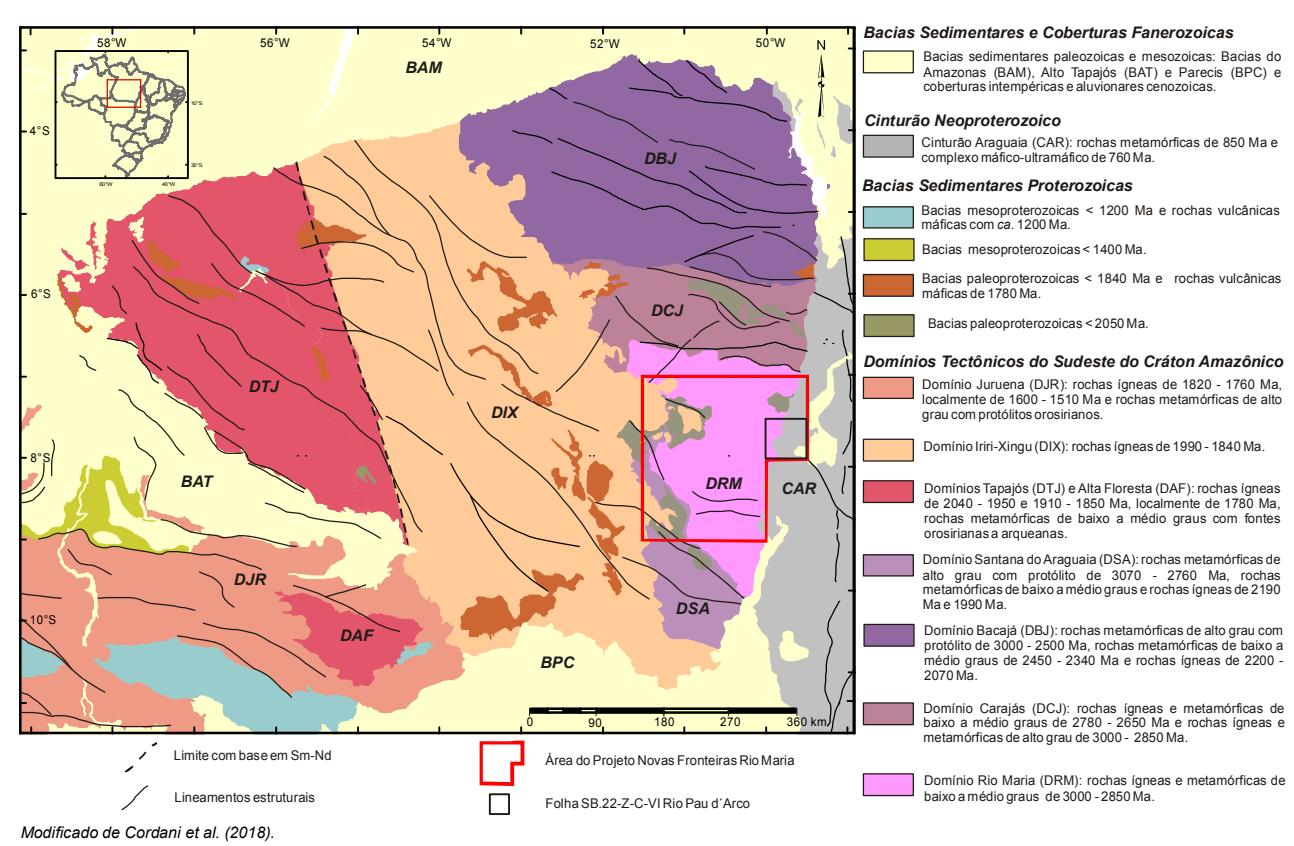 58°W
56°W
54°W
52°W
50°W
4°S
6°S
8°S
10°S
N
10°S
30°S
60°W
40°W
BAM
DBJ
DCJ
DTJ
DIX
BAT
DRM
CAR
DJR
DSA
DAF
BPC
0 90 180 270 360 km
Limite com base em Sm-Nd
Lineamentos estruturais
Área do Projeto Novas Fronteiras Rio Maria
Folha SB.22-Z-C-VI Rio Pau d´Arco
Modificado de Cordani et al. (2018).
Bacias Sedimentares e Coberturas Fanerozoicas
Bacias sedimentares paleozoicas e mesozoicas: Bacias do
Amazonas (BAM), Alto Tapajós (BAT) e Parecis (BPC) e
coberturas intempéricas e aluvionares cenozoicas.
Cinturão Neoproterozoico
Cinturão Araguaia (CAR): rochas metamórficas de 850 Ma e
complexo máfico-ultramáfico de 760 Ma.
Bacias Sedimentares Proterozoicas
Bacias mesoproterozoicas < 1200 Ma e rochas vulcânicas
máficas com ca. 1200 Ma.
Bacias mesoproterozoicas < 1400 Ma.
Bacias paleoproterozoicas < 1840 Ma e rochas vulcânicas
máficas de 1780 Ma.
Bacias paleoproterozoicas < 2050 Ma.
Domínios Tectônicos do Sudeste do Cráton Amazônico
Domínio Juruena (DJR): rochas ígneas de 1820 - 1760 Ma,
localmente de 1600 - 1510 Ma e rochas metamórficas de alto
grau com protólitos orosirianos.
Domínio Iriri-Xingu (DIX): rochas ígneas de 1990 - 1840 Ma.
Domínios Tapajós (DTJ) e Alta Floresta (DAF): rochas ígneas
de 2040 - 1950 e 1910 - 1850 Ma, localmente de 1780 Ma,
rochas metamórficas de baixo a médio graus com fontes
orosirianas a arqueanas.
Domínio Santana do Araguaia (DSA): rochas metamórficas de
alto grau com protólito de 3070 - 2760 Ma, rochas
metamórficas de baixo a médio graus e rochas ígneas de 2190
Ma e 1990 Ma.
Domínio Bacajá (DBJ): rochas metamórficas de alto grau com
protólito de 3000 - 2500 Ma, rochas metamórficas de baixo a
médio graus de 2450 - 2340 Ma e rochas ígneas de 2200 -
2070 Ma.
Domínio Carajás (DCJ): rochas ígneas e metamórficas de
baixo a médio graus de 2780 - 2650 Ma e rochas ígneas e
metamórficas de alto grau de 3000 - 2850 Ma.
Domínio Rio Maria (DRM): rochas ígneas e metamórficas de
baixo a médio graus de 3000 - 2850 Ma.